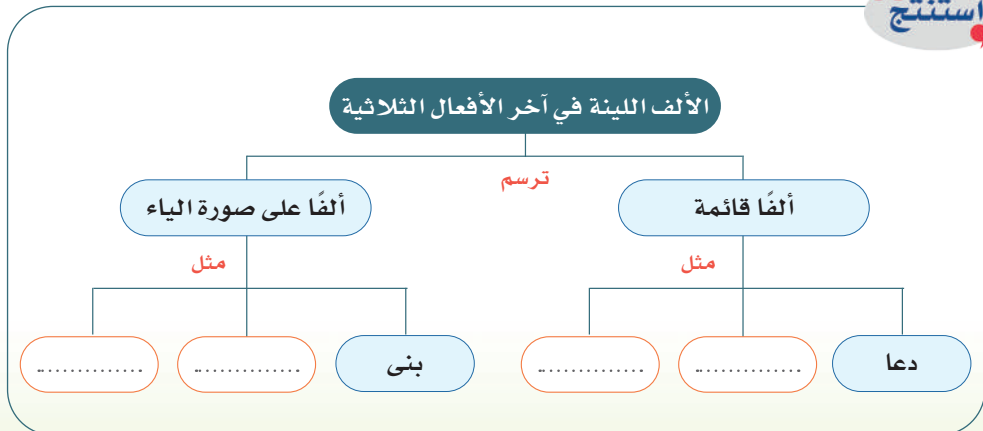 استنتج
الألف اللينة في آخر الأفعال الثلاثية
ترسم
ألفًا قائمة
ألفًا على صورة الياء
مثل
مثل
دعا
..............
..............
بنى
..............
..............